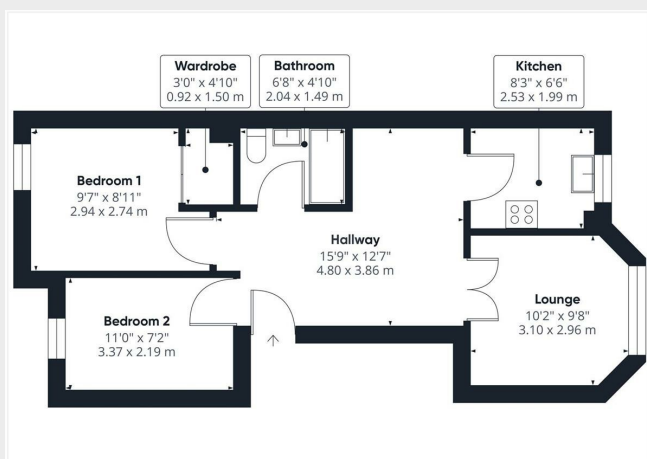 Wardrobe
3'0" x 4'10"
0.92 x 1.50 m
Bathroom
6'8" x 4'10"
2.04 x 1.49 m
Kitchen
8'3" x 6'6"
2.53 x 1.99 m
Bedroom 1
9'7" x 8'11"
2.94 x 2.74 m
Hallway
15'9" x 12'7"
4.80 x 3.86 m
Lounge
10'2" x 9'8"
3.10 x 2.96 m
Bedroom 2
11'0" x 7'2"
3.37 x 2.19 m